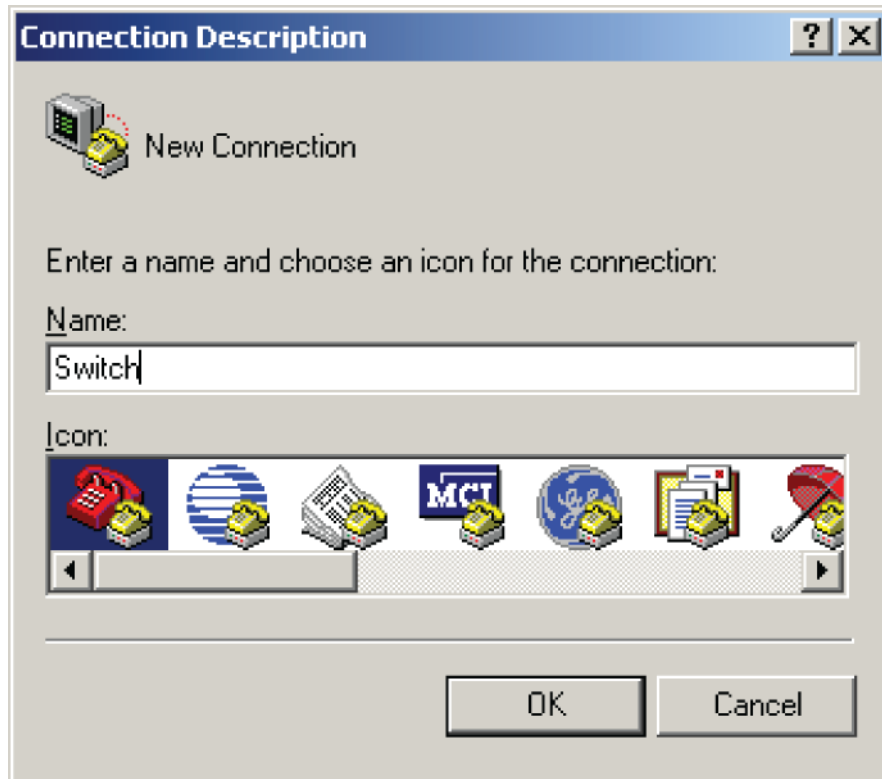 Connection Description
New Connection
Enter a name and choose an icon for the connection:
Name:
Switch
Icon:
MCI
OK Cancel